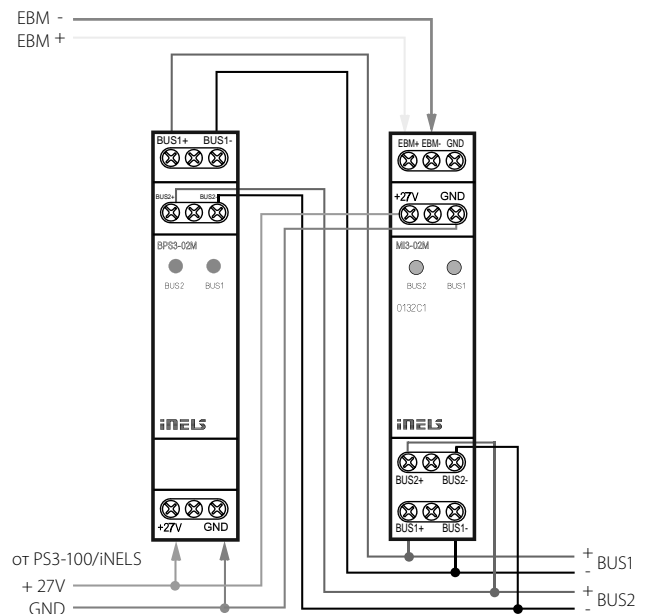 EBM -
EBM +
BUS1+ BUS1-
EBM+ EBM- GND
BUS2+ BUS2-
+27V GND
BPS3-02M
MI3-02M
BUS2 BUS1
BUS2 BUS1
0132C1
iNELS
iNELS
BUS2+ BUS2-
+27V GND
BUS1+ BUS1-
от PS3-100/iNELS
+ 27V
GND
+
- BUS1
+
- BUS2